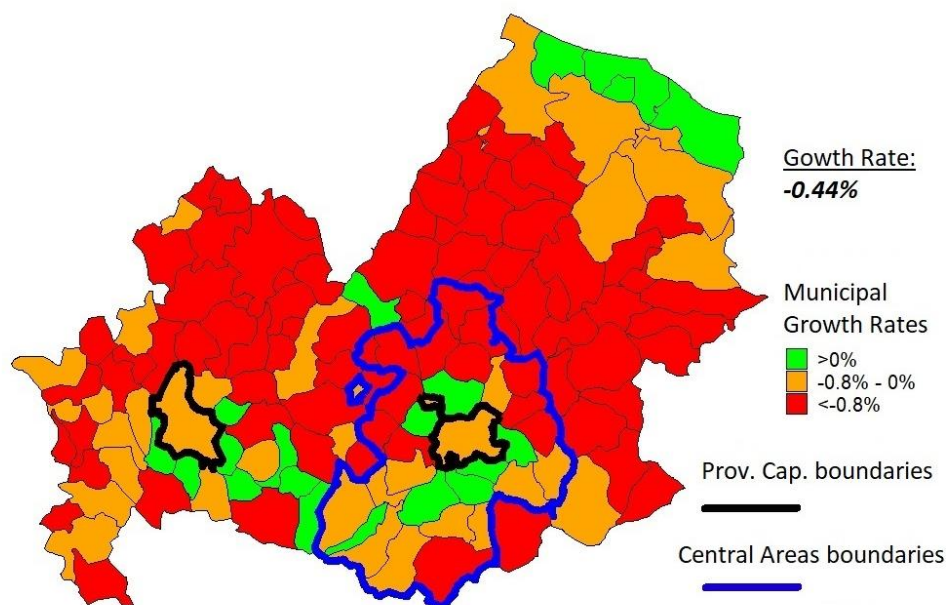 Gowth Rate:
-0.44%
Municipal
Growth Rates
>0%
-0.8% - 0%
<-0.8%
Prov. Cap. boundaries
Central Areas boundaries